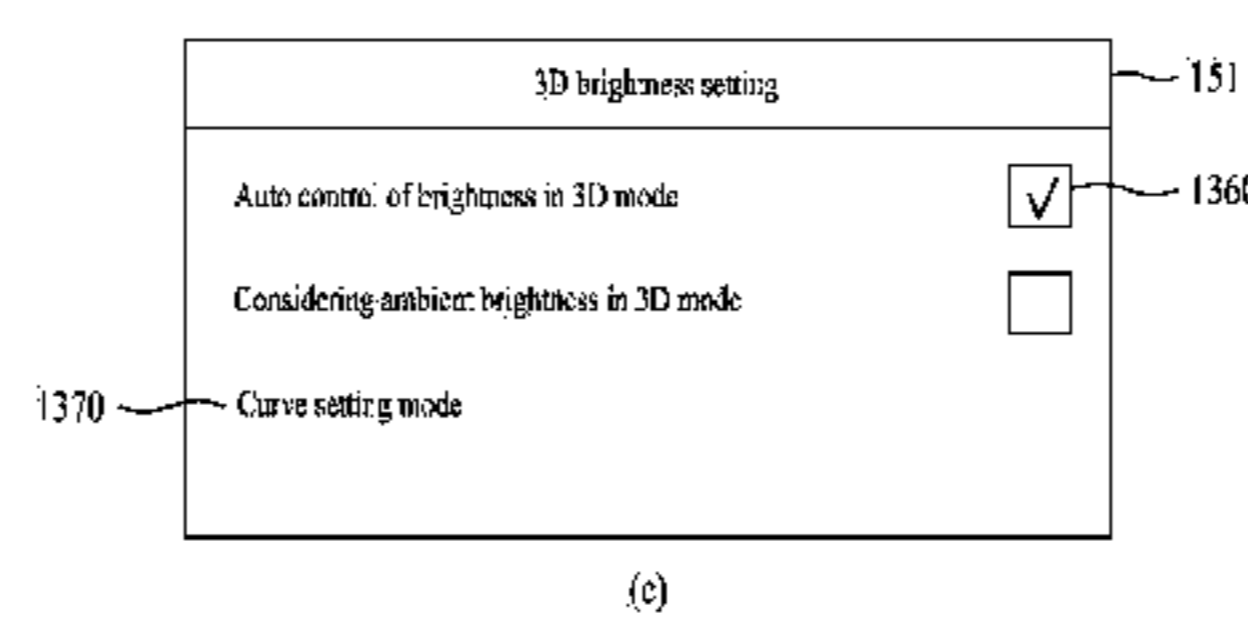 3D brightness setting
151
Auto control of brightness in 3D mode
1360
Considering ambient brightness in 3D mode
1370
Curve setting mode
(c)